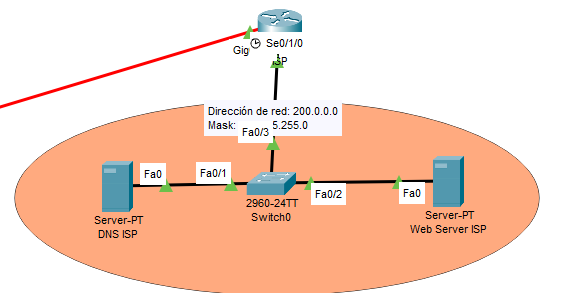 Se0/1/0
Gig
ISP
Dirección de red: 200.0.0.0
Mask: 5.255.0
Fa0/3
Fa0
Fa0/1
Fa0/2
Fa0
2960-24TT
Switch0
Server-PT
DNS ISP
Server-PT
Web Server ISP